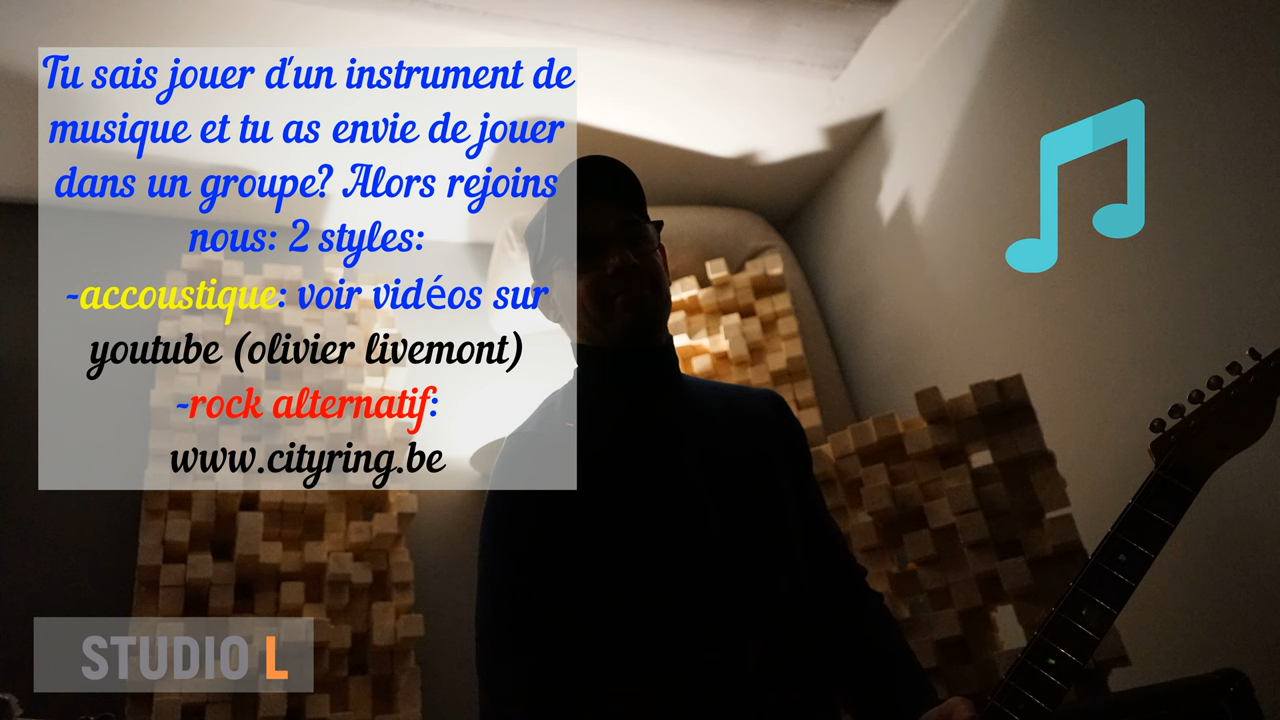 Tu sais jouer d'un instrument de
musique et tu as envie de jouer
dans un groupe? Alors rejoins
nous: 2 styles:
-accoustique: voir vidéos sur
youtube (olivier livemont)
-rock alternatif:
www.cityring.be
STUDIO L